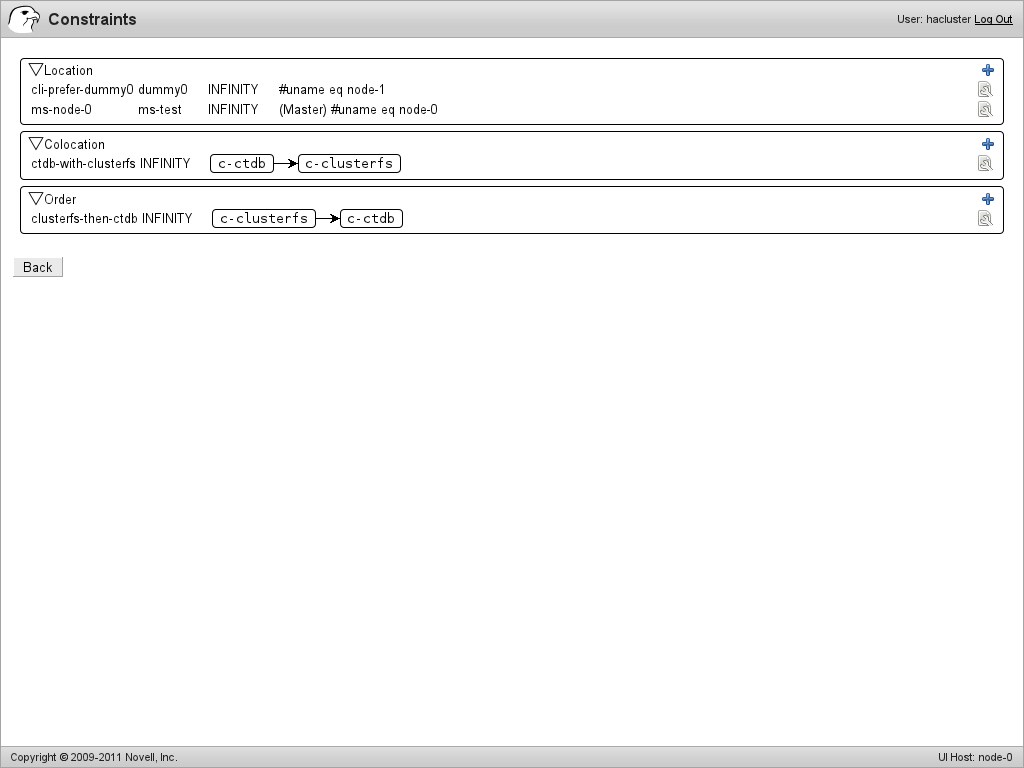 Constraints
User: hacluster Log Out
Location
cli-prefer-dummy0 dummy0 INFINITY #uname eq node-1
ms-node-0 ms-test INFINITY (Master) #uname eq node-0
Colocation
ctdb-with-clusterfs INFINITY c-ctdb c-clusterfs
Order
clusterfs-then-ctdb INFINITY c-clusterfs c-ctdb
Back
Copyright © 2009-2011 Novell, Inc.
UI Host: node-0